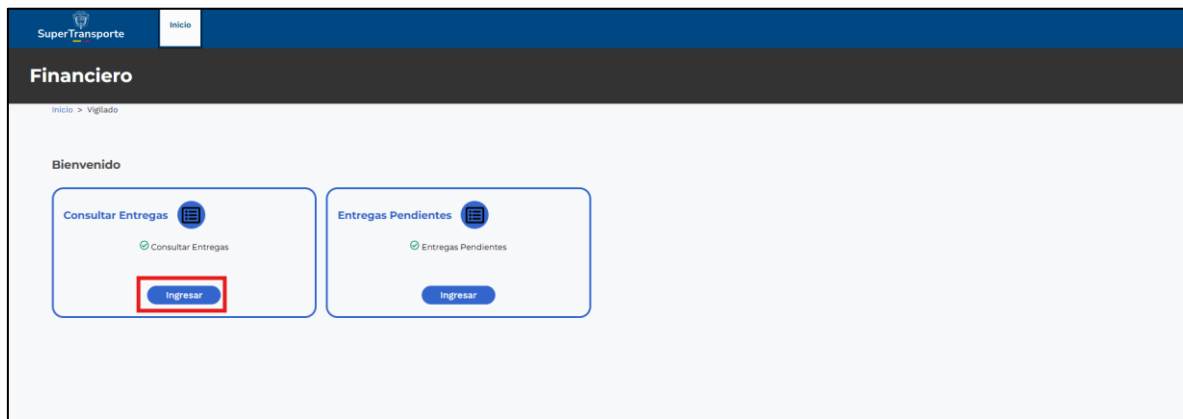 SuperTransporte
Inicio
Financiero
Inicio > Vigilado
Bienvenido
Consultar Entregas
Consultar Entregas
Ingresar
Entregas Pendientes
Entregas Pendientes
Ingresar